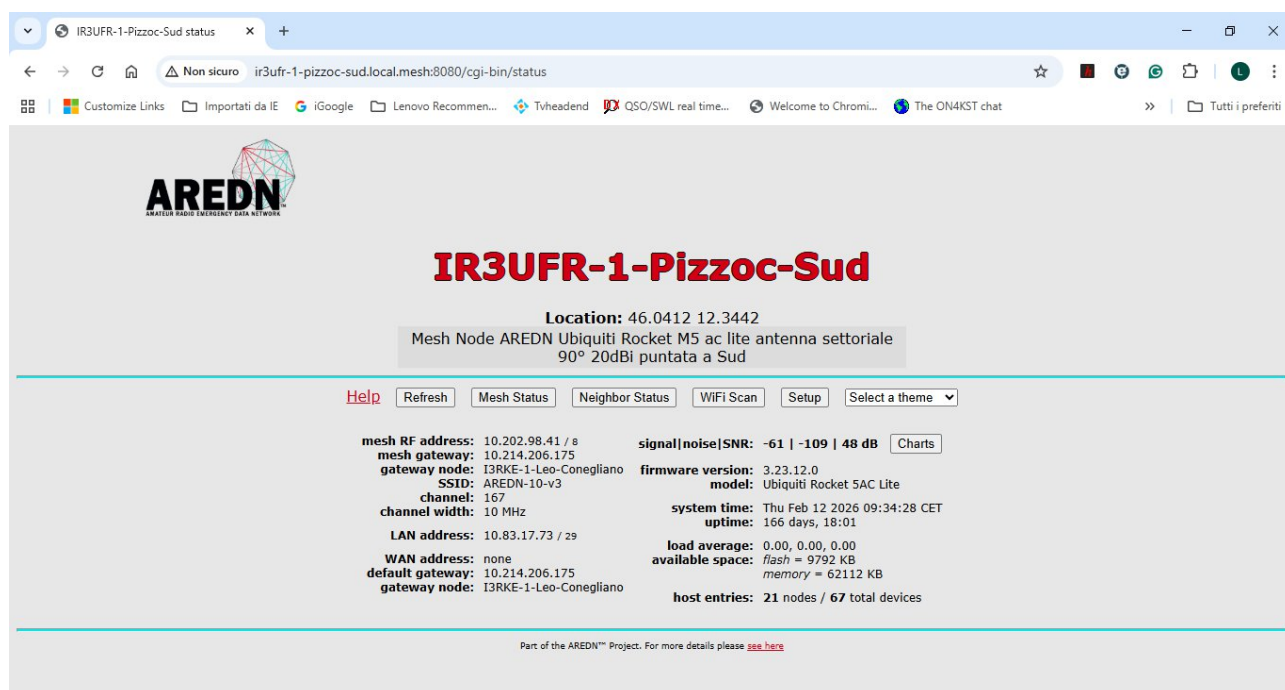 IR3UFR-1-Pizzoc-Sud status
Non sicuro ir3ufr-1-pizzoc-sud.local.mesh:8080/cgi-bin/status
L
Customize Links Importati da IE iGoogle Lenovo Recommen... Tvheadend QSO/SWL real time... Welcome to Chromi... The ON4KST chat » Tutti i preferiti
AREDN™
AMATEUR RADIO EMERGENCY DATA NETWORK
IR3UFR-1-Pizzoc-Sud
Location: 46.0412 12.3442
Mesh Node AREDN Ubiquiti Rocket M5 ac lite antenna settoriale
90° 20dBi puntata a Sud
Help Refresh Mesh Status Neighbor Status WiFi Scan Setup Select a theme
mesh RF address: 10.202.98.41 / 8
mesh gateway: 10.214.206.175
gateway node: I3RKE-1-Leo-Conegliano
SSID: AREDN-10-v3
channel: 167
channel width: 10 MHz
LAN address: 10.83.17.73 / 29
WAN address: none
default gateway: 10.214.206.175
gateway node: I3RKE-1-Leo-Conegliano
signal|noise|SNR: -61 | -109 | 48 dB Charts
firmware version: 3.23.12.0
model: Ubiquiti Rocket 5AC Lite
system time: Thu Feb 12 2026 09:34:28 CET
uptime: 166 days, 18:01
load average: 0.00, 0.00, 0.00
available space: flash = 9792 KB
memory = 62112 KB
host entries: 21 nodes / 67 total devices
Part of the AREDN™ Project. For more details please see here